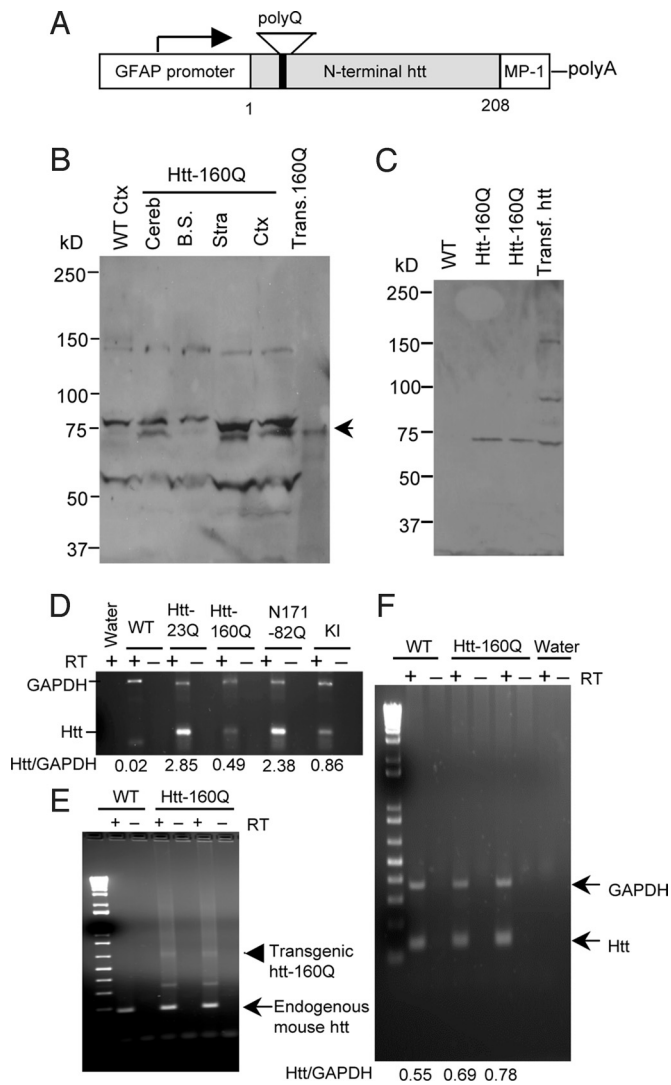 A
polyQ
GFAP promoter
N-terminal htt
MP-1
polyA
1
208
B
Htt-160Q
WT Ctx
Cereb
B.S.
Stra
Ctx
Trans.160Q
kD
250
150
100
75
50
37
C
WT
Htt-160Q
Htt-160Q
Transf. htt
kD
250
150
100
75
50
37
D
Water
WT
Htt-
23Q
Htt-
160Q
N171
-82Q
KI
RT + + − + − + − + − + −
GAPDH
Htt
Htt/GAPDH 0.02 2.85 0.49 2.38 0.86
E
WT Htt-160Q
+ − + − + − RT
Transgenic
htt-160Q
Endogenous
mouse htt
F
WT Htt-160Q Water
+ − + − + − + − RT
GAPDH
Htt
Htt/GAPDH 0.55 0.69 0.78